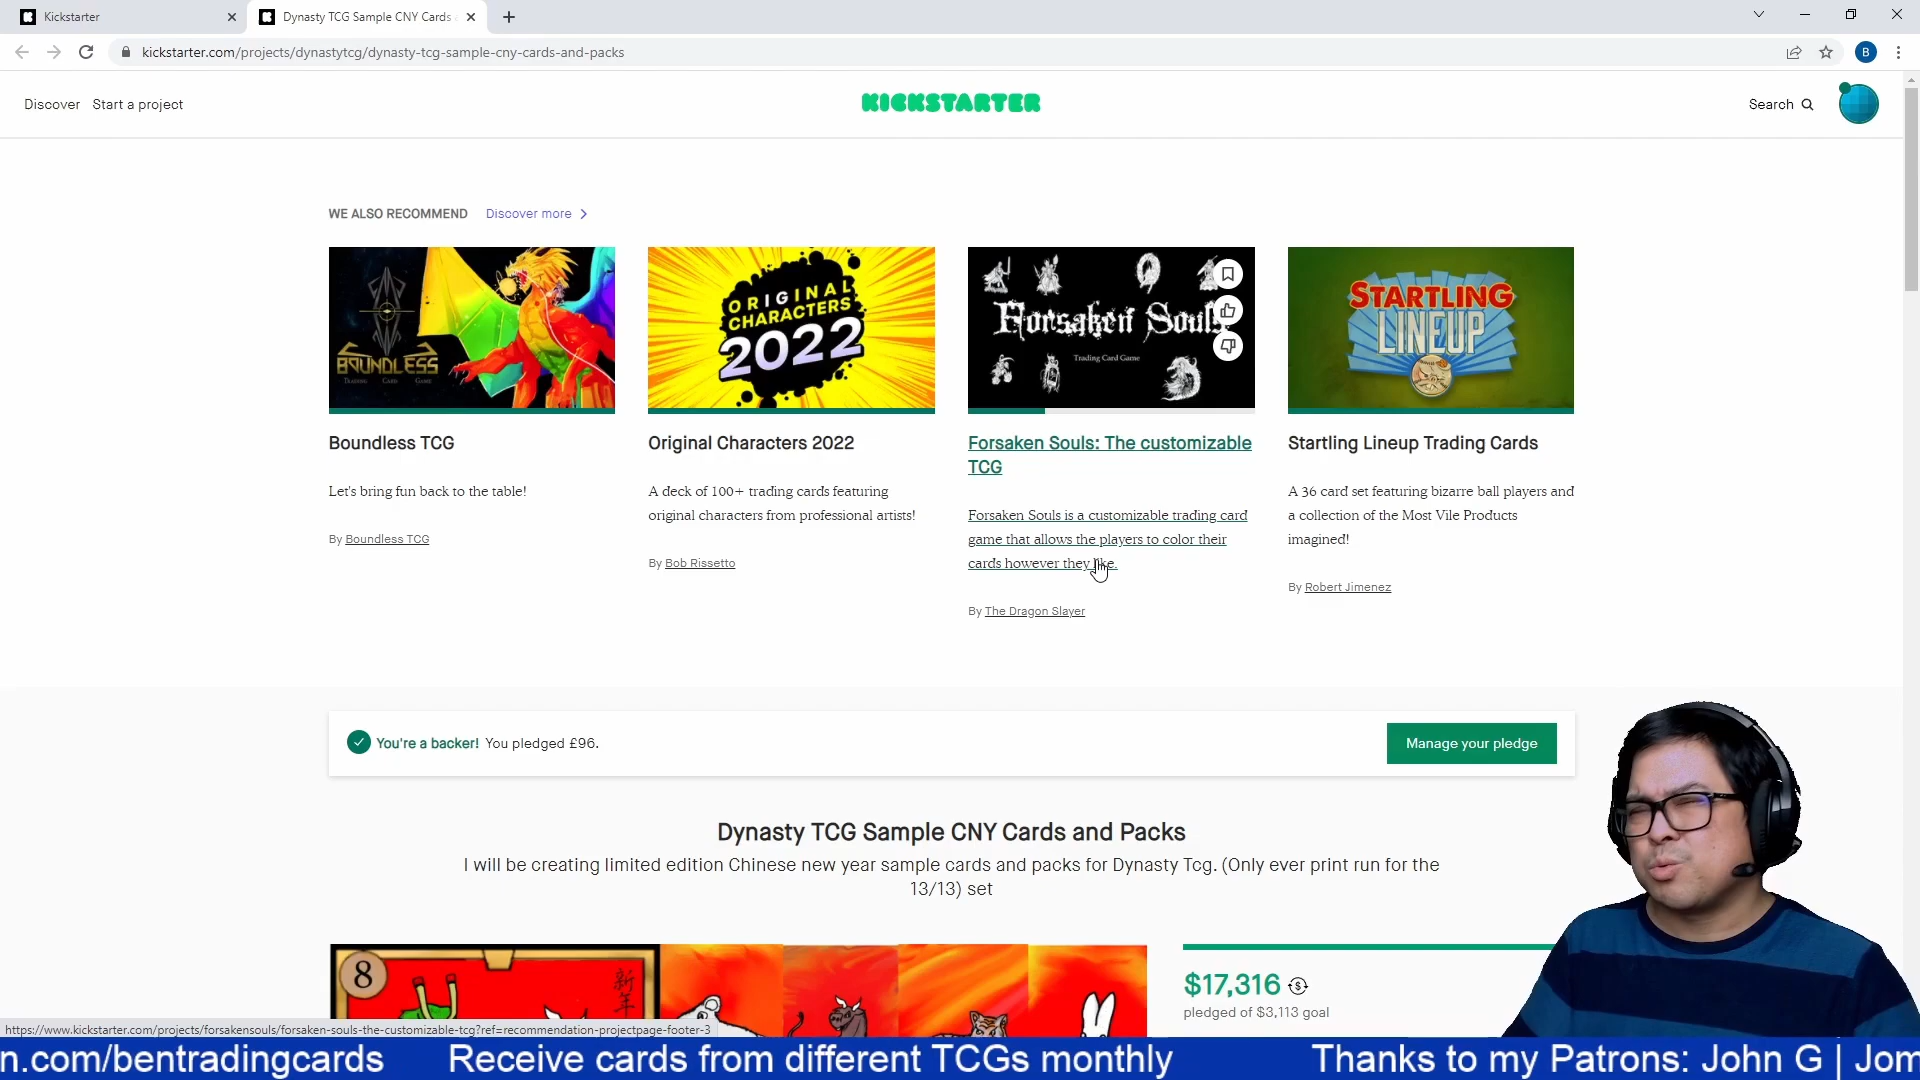 Kickstarter
Dynasty TCG Sample CNY Cards
kickstarter.com/projects/dynastytcg/dynasty-tcg-sample-cny-cards-and-packs
B
Discover Start a project
KICKSTARTER
Search
WE ALSO RECOMMEND Discover more
BOUNDLESS
TRADING CARD GAME
ORIGINAL
CHARACTERS
2022
Forsaken Souls
Trading Card Game
STARTLING
LINEUP
Boundless TCG
Let's bring fun back to the table!
By Boundless TCG
Original Characters 2022
A deck of 100+ trading cards featuring
original characters from professional artists!
By Bob Rissetto
Forsaken Souls: The customizable
TCG
Forsaken Souls is a customizable trading card
game that allows the players to color their
cards however they like.
By The Dragon Slayer
Startling Lineup Trading Cards
A 36 card set featuring bizarre ball players and
a collection of the Most Vile Products
imagined!
By Robert Jimenez
You're a backer! You pledged £96.
Manage your pledge
Dynasty TCG Sample CNY Cards and Packs
I will be creating limited edition Chinese new year sample cards and packs for Dynasty Tcg. (Only ever print run for the
13/13) set
8
新年
$17,316
pledged of $3,113 goal
https://www.kickstarter.com/projects/forsakensouls/forsaken-souls-the-customizable-tcg?ref=recommendation-projectpage-footer-3
n.com/bentradingcards Receive cards from different TCGs monthly Thanks to my Patrons: John G | Jom